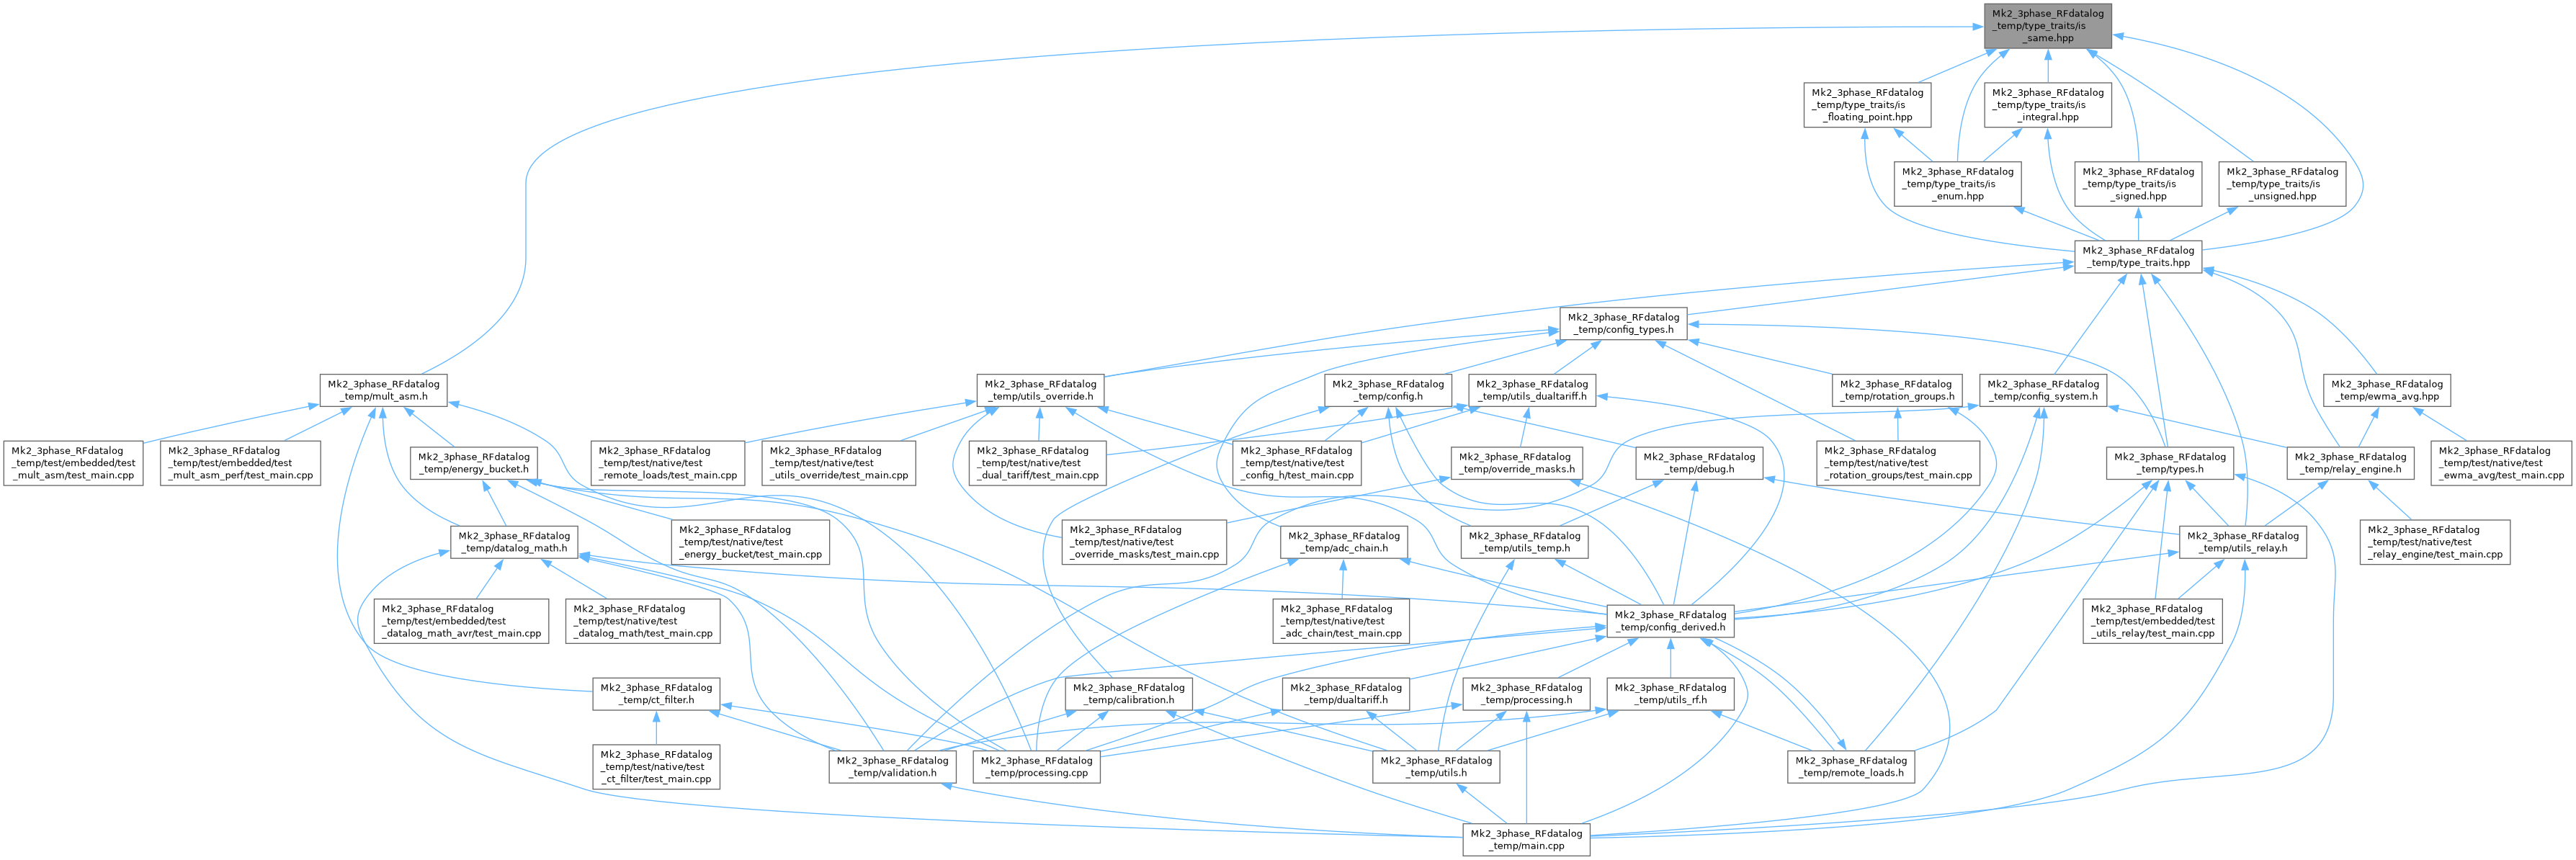 Mk2_3phase_RFdatalog
_temp/type_traits/is
_same.hpp
Mk2_3phase_RFdatalog
_temp/type_traits/is
_floating_point.hpp
Mk2_3phase_RFdatalog
_temp/type_traits/is
_integral.hpp
Mk2_3phase_RFdatalog
_temp/type_traits/is
_enum.hpp
Mk2_3phase_RFdatalog
_temp/type_traits/is
_signed.hpp
Mk2_3phase_RFdatalog
_temp/type_traits/is
_unsigned.hpp
Mk2_3phase_RFdatalog
_temp/type_traits.hpp
Mk2_3phase_RFdatalog
_temp/config_types.h
Mk2_3phase_RFdatalog
_temp/mult_asm.h
Mk2_3phase_RFdatalog
_temp/utils_override.h
Mk2_3phase_RFdatalog
_temp/config.h
Mk2_3phase_RFdatalog
_temp/utils_dualtariff.h
Mk2_3phase_RFdatalog
_temp/rotation_groups.h
Mk2_3phase_RFdatalog
_temp/config_system.h
Mk2_3phase_RFdatalog
_temp/ewma_avg.hpp
Mk2_3phase_RFdatalog
_temp/test/embedded/test
_mult_asm/test_main.cpp
Mk2_3phase_RFdatalog
_temp/test/embedded/test
_mult_asm_perf/test_main.cpp
Mk2_3phase_RFdatalog
_temp/energy_bucket.h
Mk2_3phase_RFdatalog
_temp/test/native/test
_remote_loads/test_main.cpp
Mk2_3phase_RFdatalog
_temp/test/native/test
_utils_override/test_main.cpp
Mk2_3phase_RFdatalog
_temp/test/native/test
_dual_tariff/test_main.cpp
Mk2_3phase_RFdatalog
_temp/test/native/test
_config_h/test_main.cpp
Mk2_3phase_RFdatalog
_temp/override_masks.h
Mk2_3phase_RFdatalog
_temp/debug.h
Mk2_3phase_RFdatalog
_temp/test/native/test
_rotation_groups/test_main.cpp
Mk2_3phase_RFdatalog
_temp/types.h
Mk2_3phase_RFdatalog
_temp/relay_engine.h
Mk2_3phase_RFdatalog
_temp/test/native/test
_ewma_avg/test_main.cpp
Mk2_3phase_RFdatalog
_temp/datalog_math.h
Mk2_3phase_RFdatalog
_temp/test/native/test
_energy_bucket/test_main.cpp
Mk2_3phase_RFdatalog
_temp/test/native/test
_override_masks/test_main.cpp
Mk2_3phase_RFdatalog
_temp/adc_chain.h
Mk2_3phase_RFdatalog
_temp/utils_temp.h
Mk2_3phase_RFdatalog
_temp/utils_relay.h
Mk2_3phase_RFdatalog
_temp/test/native/test
_relay_engine/test_main.cpp
Mk2_3phase_RFdatalog
_temp/test/embedded/test
_datalog_math_avr/test_main.cpp
Mk2_3phase_RFdatalog
_temp/test/native/test
_datalog_math/test_main.cpp
Mk2_3phase_RFdatalog
_temp/test/native/test
_adc_chain/test_main.cpp
Mk2_3phase_RFdatalog
_temp/config_derived.h
Mk2_3phase_RFdatalog
_temp/test/embedded/test
_utils_relay/test_main.cpp
Mk2_3phase_RFdatalog
_temp/ct_filter.h
Mk2_3phase_RFdatalog
_temp/calibration.h
Mk2_3phase_RFdatalog
_temp/dualtariff.h
Mk2_3phase_RFdatalog
_temp/processing.h
Mk2_3phase_RFdatalog
_temp/utils_rf.h
Mk2_3phase_RFdatalog
_temp/test/native/test
_ct_filter/test_main.cpp
Mk2_3phase_RFdatalog
_temp/validation.h
Mk2_3phase_RFdatalog
_temp/processing.cpp
Mk2_3phase_RFdatalog
_temp/utils.h
Mk2_3phase_RFdatalog
_temp/remote_loads.h
Mk2_3phase_RFdatalog
_temp/main.cpp